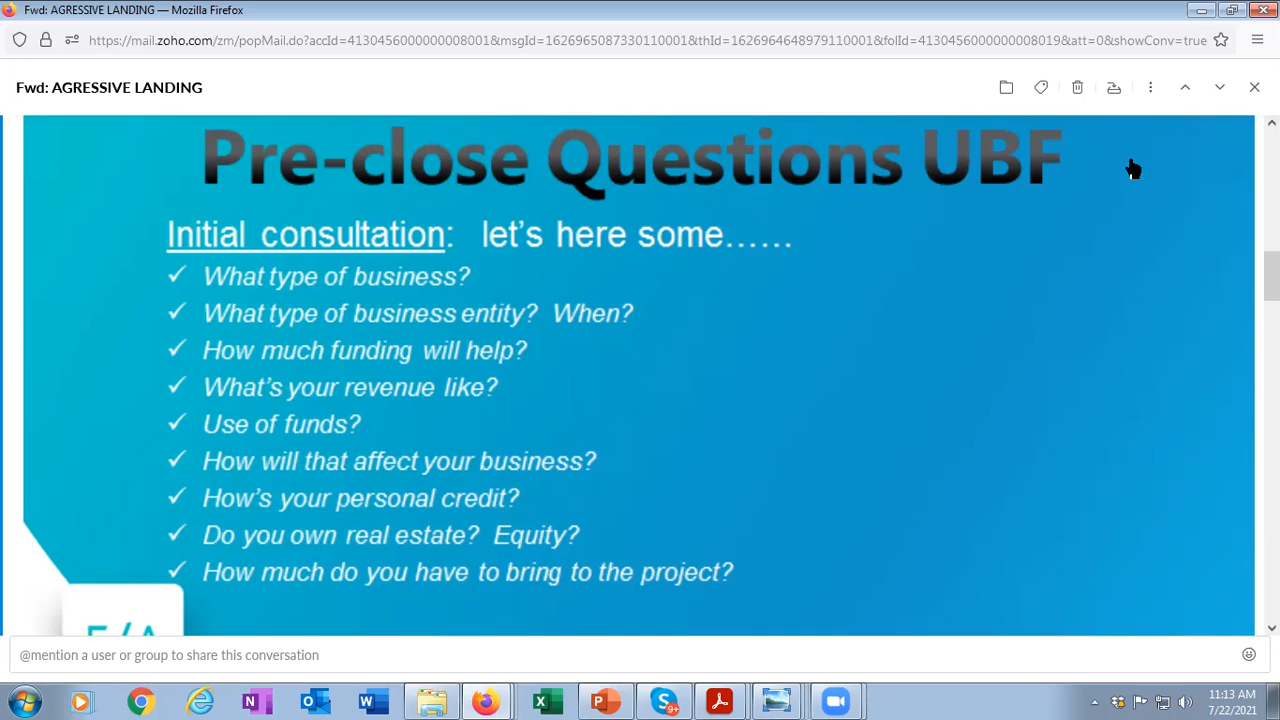 Fwd: AGRESSIVE LANDING — Mozilla Firefox
https://mail.zoho.com/zm/popMail.do?accId=4130456000000008001&msgId=1626965087330110001&thId=1626964648979110001&folId=4130456000000008019&att=0&showConv=true
Fwd: AGRESSIVE LANDING
Pre-close Questions UBF
Initial consultation: let's here some......
✓ What type of business?
✓ What type of business entity? When?
✓ How much funding will help?
✓ What's your revenue like?
✓ Use of funds?
✓ How will that affect your business?
✓ How's your personal credit?
✓ Do you own real estate? Equity?
✓ How much do you have to bring to the project?
@mention a user or group to share this conversation
9+
11:13 AM
7/22/2021